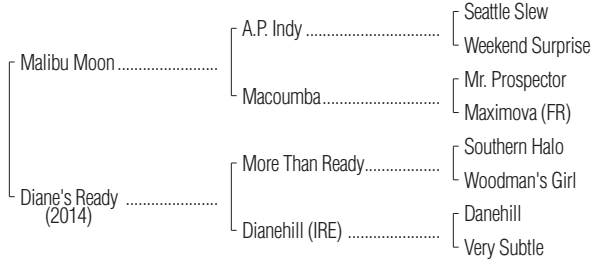 Malibu Moon .......................
A.P. Indy ..............................
Seattle Slew
Weekend Surprise
Macoumba...........................
Mr. Prospector
Maximova (FR)
Diane's Ready .....................
(2014)
More Than Ready.................
Southern Halo
Woodman's Girl
Dianehill (IRE) .....................
Danehill
Very Subtle